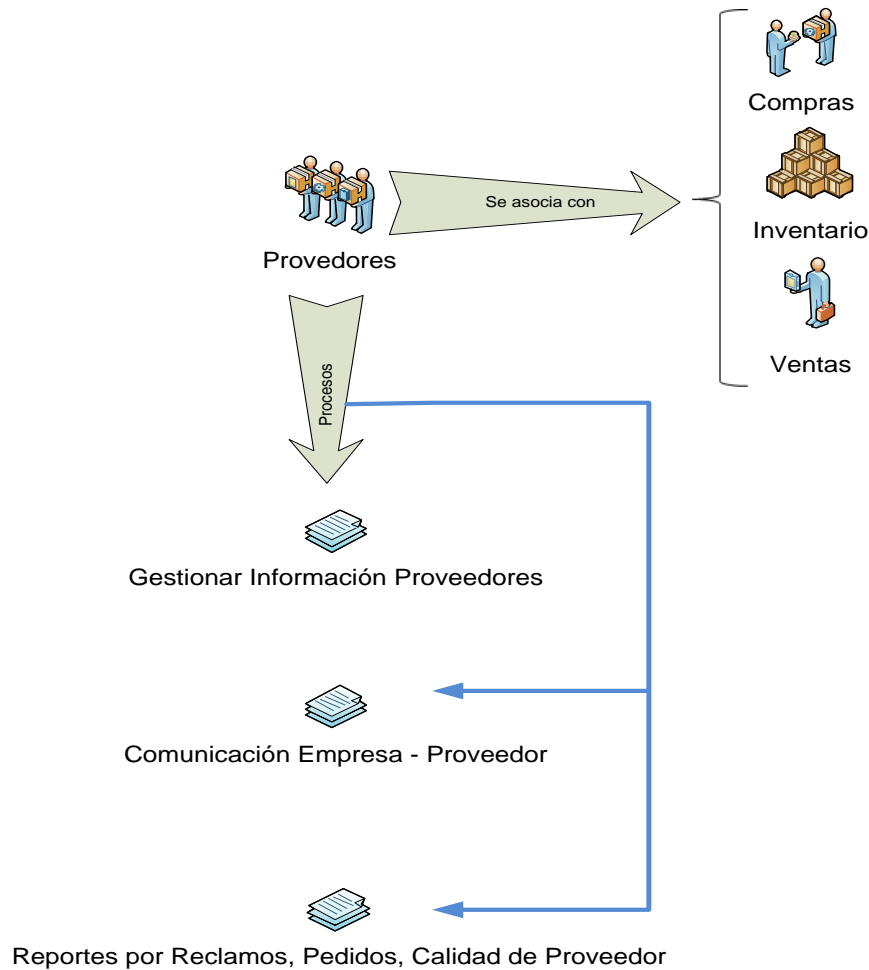 Compras
Se asocia con
Inventario
Provedores
Ventas
Procesos
Gestionar Información Proveedores
Comunicación Empresa - Proveedor
Reportes por Reclamos, Pedidos, Calidad de Proveedor